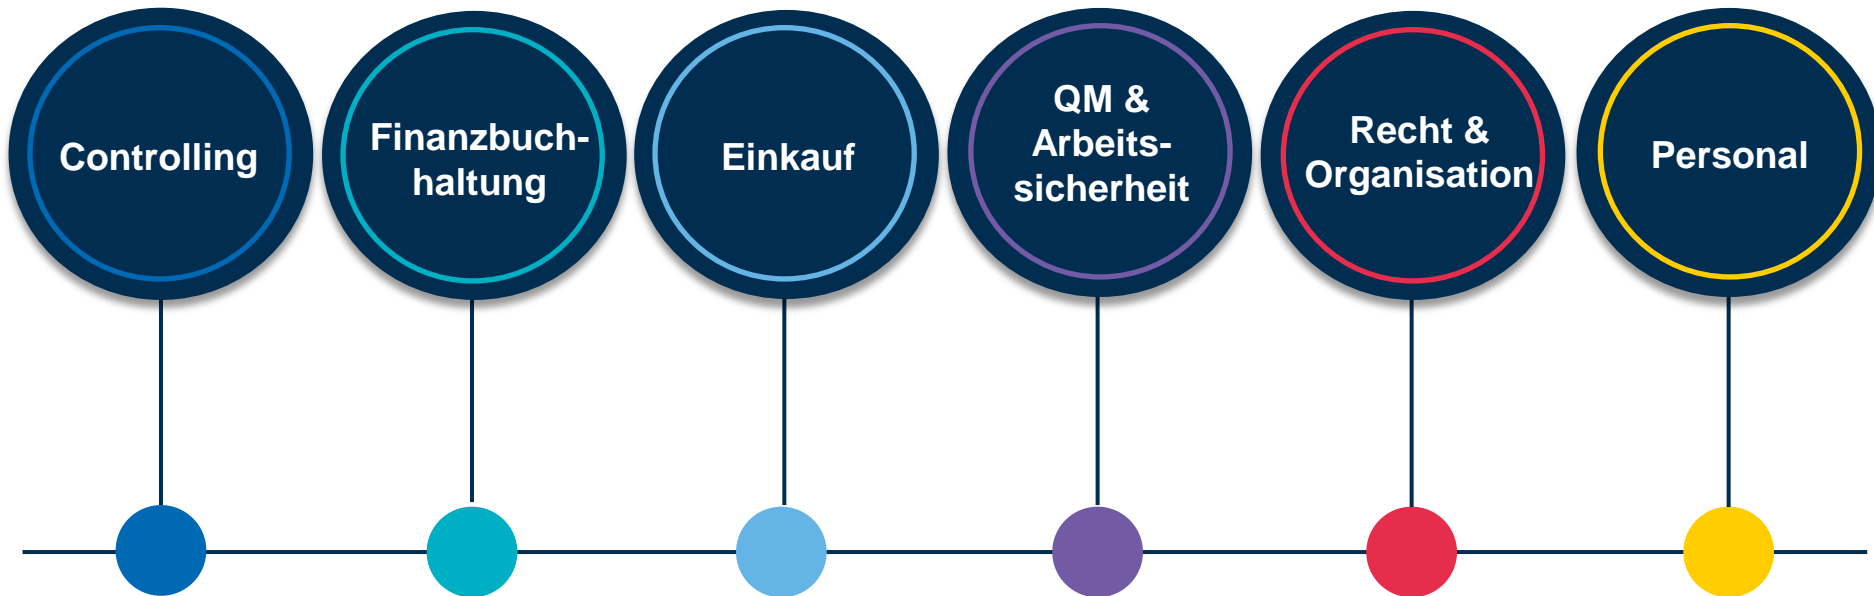 Controlling
Finanzbuch-
haltung
Einkauf
QM &
Arbeits-
sicherheit
Recht &
Organisation
Personal